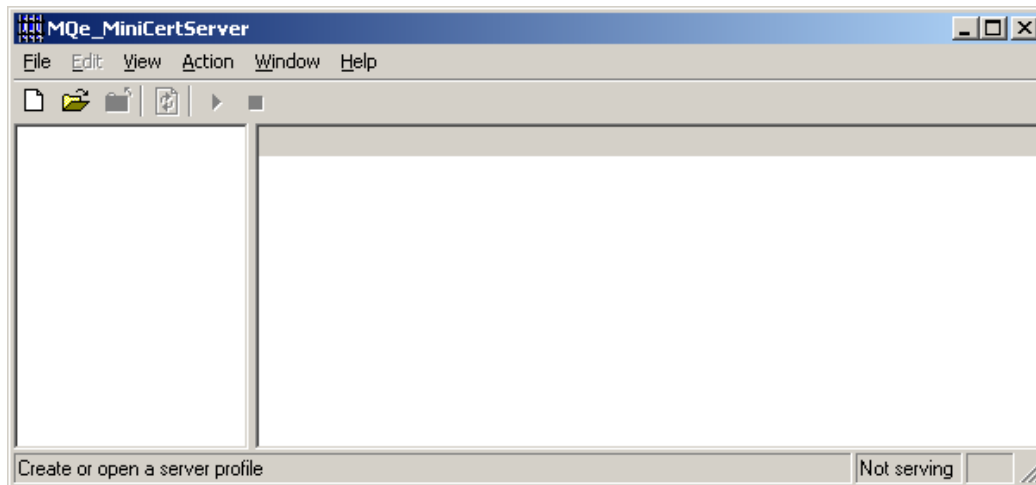 MQe_MiniCertServer
File Edit View Action Window Help
Create or open a server profile Not serving